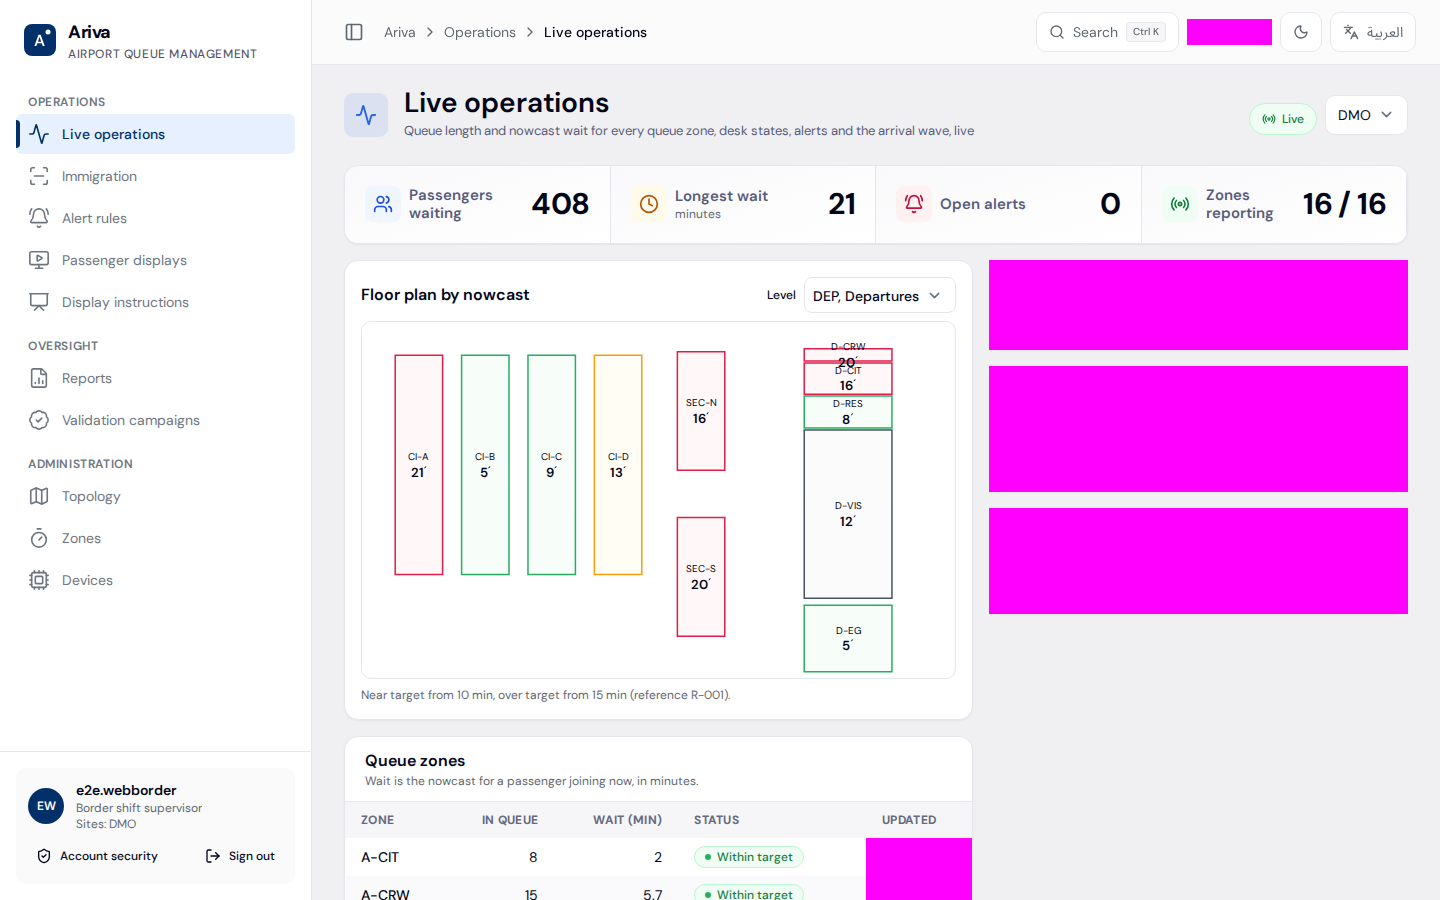 Ariva
AIRPORT QUEUE MANAGEMENT
OPERATIONS
Live operations
Immigration
Alert rules
Passenger displays
Display instructions
OVERSIGHT
Reports
Validation campaigns
ADMINISTRATION
Topology
Zones
Devices
EW
e2e.webborder
Border shift supervisor
Sites: DMO
Account security
Sign out
Ariva > Operations > Live operations
Search Ctrl K
العربية
Live operations
Queue length and nowcast wait for every queue zone, desk states, alerts and the arrival wave, live
Live
DMO
Passengers waiting
408
Longest wait
minutes
21
Open alerts
0
Zones reporting
16 / 16
Floor plan by nowcast
Level
DEP, Departures
CI-A
21′
CI-B
5′
CI-C
9′
CI-D
13′
SEC-N
16′
SEC-S
20′
D-CRW
20′
D-CIT
16′
D-RES
8′
D-VIS
12′
D-EG
5′
Near target from 10 min, over target from 15 min (reference R-001).
Queue zones
Wait is the nowcast for a passenger joining now, in minutes.
ZONE IN QUEUE WAIT (MIN) STATUS UPDATED
A-CIT 8 2 Within target
A-CRW 15 5.7 Within target